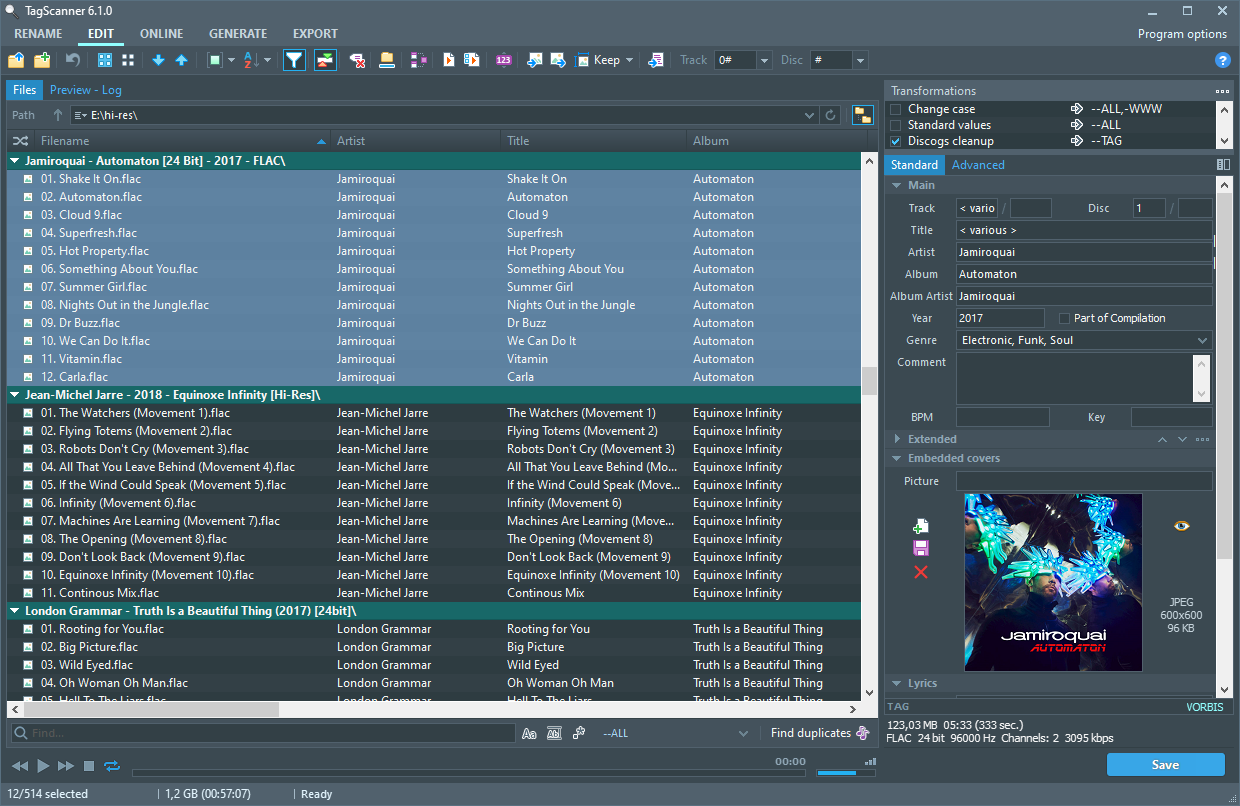 TagScanner 6.1.0
RENAME EDIT ONLINE GENERATE EXPORT
Program options
A Z 123 Keep Track 0# Disc # ?
Files Preview - Log
Path E:\hi-res\
Filename Artist Title Album
Jamiroquai - Automaton [24 Bit] - 2017 - FLAC\
01. Shake It On.flac Jamiroquai Shake It On Automaton
02. Automaton.flac Jamiroquai Automaton Automaton
03. Cloud 9.flac Jamiroquai Cloud 9 Automaton
04. Superfresh.flac Jamiroquai Superfresh Automaton
05. Hot Property.flac Jamiroquai Hot Property Automaton
06. Something About You.flac Jamiroquai Something About You Automaton
07. Summer Girl.flac Jamiroquai Summer Girl Automaton
08. Nights Out in the Jungle.flac Jamiroquai Nights Out in the Jungle Automaton
09. Dr Buzz.flac Jamiroquai Dr Buzz Automaton
10. We Can Do It.flac Jamiroquai We Can Do It Automaton
11. Vitamin.flac Jamiroquai Vitamin Automaton
12. Carla.flac Jamiroquai Carla Automaton
Jean-Michel Jarre - 2018 - Equinoxe Infinity [Hi-Res]\
01. The Watchers (Movement 1).flac Jean-Michel Jarre The Watchers (Movement 1) Equinoxe Infinity
02. Flying Totems (Movement 2).flac Jean-Michel Jarre Flying Totems (Movement 2) Equinoxe Infinity
03. Robots Don't Cry (Movement 3).flac Jean-Michel Jarre Robots Don't Cry (Movement 3) Equinoxe Infinity
04. All That You Leave Behind (Movement 4).flac Jean-Michel Jarre All That You Leave Behind (Mo... Equinoxe Infinity
05. If the Wind Could Speak (Movement 5).flac Jean-Michel Jarre If the Wind Could Speak (Move... Equinoxe Infinity
06. Infinity (Movement 6).flac Jean-Michel Jarre Infinity (Movement 6) Equinoxe Infinity
07. Machines Are Learning (Movement 7).flac Jean-Michel Jarre Machines Are Learning (Move... Equinoxe Infinity
08. The Opening (Movement 8).flac Jean-Michel Jarre The Opening (Movement 8) Equinoxe Infinity
09. Don't Look Back (Movement 9).flac Jean-Michel Jarre Don't Look Back (Movement 9) Equinoxe Infinity
10. Equinoxe Infinity (Movement 10).flac Jean-Michel Jarre Equinoxe Infinity (Movement 10) Equinoxe Infinity
11. Continous Mix.flac Jean-Michel Jarre Continous Mix Equinoxe Infinity
London Grammar - Truth Is a Beautiful Thing (2017) [24bit]\
01. Rooting for You.flac London Grammar Rooting for You Truth Is a Beautiful Thing
02. Big Picture.flac London Grammar Big Picture Truth Is a Beautiful Thing
03. Wild Eyed.flac London Grammar Wild Eyed Truth Is a Beautiful Thing
04. Oh Woman Oh Man.flac London Grammar Oh Woman Oh Man Truth Is a Beautiful Thing
05. Hell To The Liars.flac London Grammar Hell To The Liars Truth Is a Beautiful Thing
Find... Aa Ab --ALL Find duplicates
00:00
12/514 selected 1,2 GB (00:57:07) Ready
Transformations
Change case --ALL,-WWW
Standard values --ALL
Discogs cleanup --TAG
Standard Advanced
Main
Track < vario / Disc 1 /
Title < various >
Artist Jamiroquai
Album Automaton
Album Artist Jamiroquai
Year 2017 Part of Compilation
Genre Electronic, Funk, Soul
Comment
BPM Key
Extended
Embedded covers
Picture
Jamiroquai
AUTOMATON
JPEG
600x600
96 KB
Lyrics
TAG VORBIS
123,03 MB 05:33 (333 sec.)
FLAC 24 bit 96000 Hz Channels: 2 3095 kbps
Save